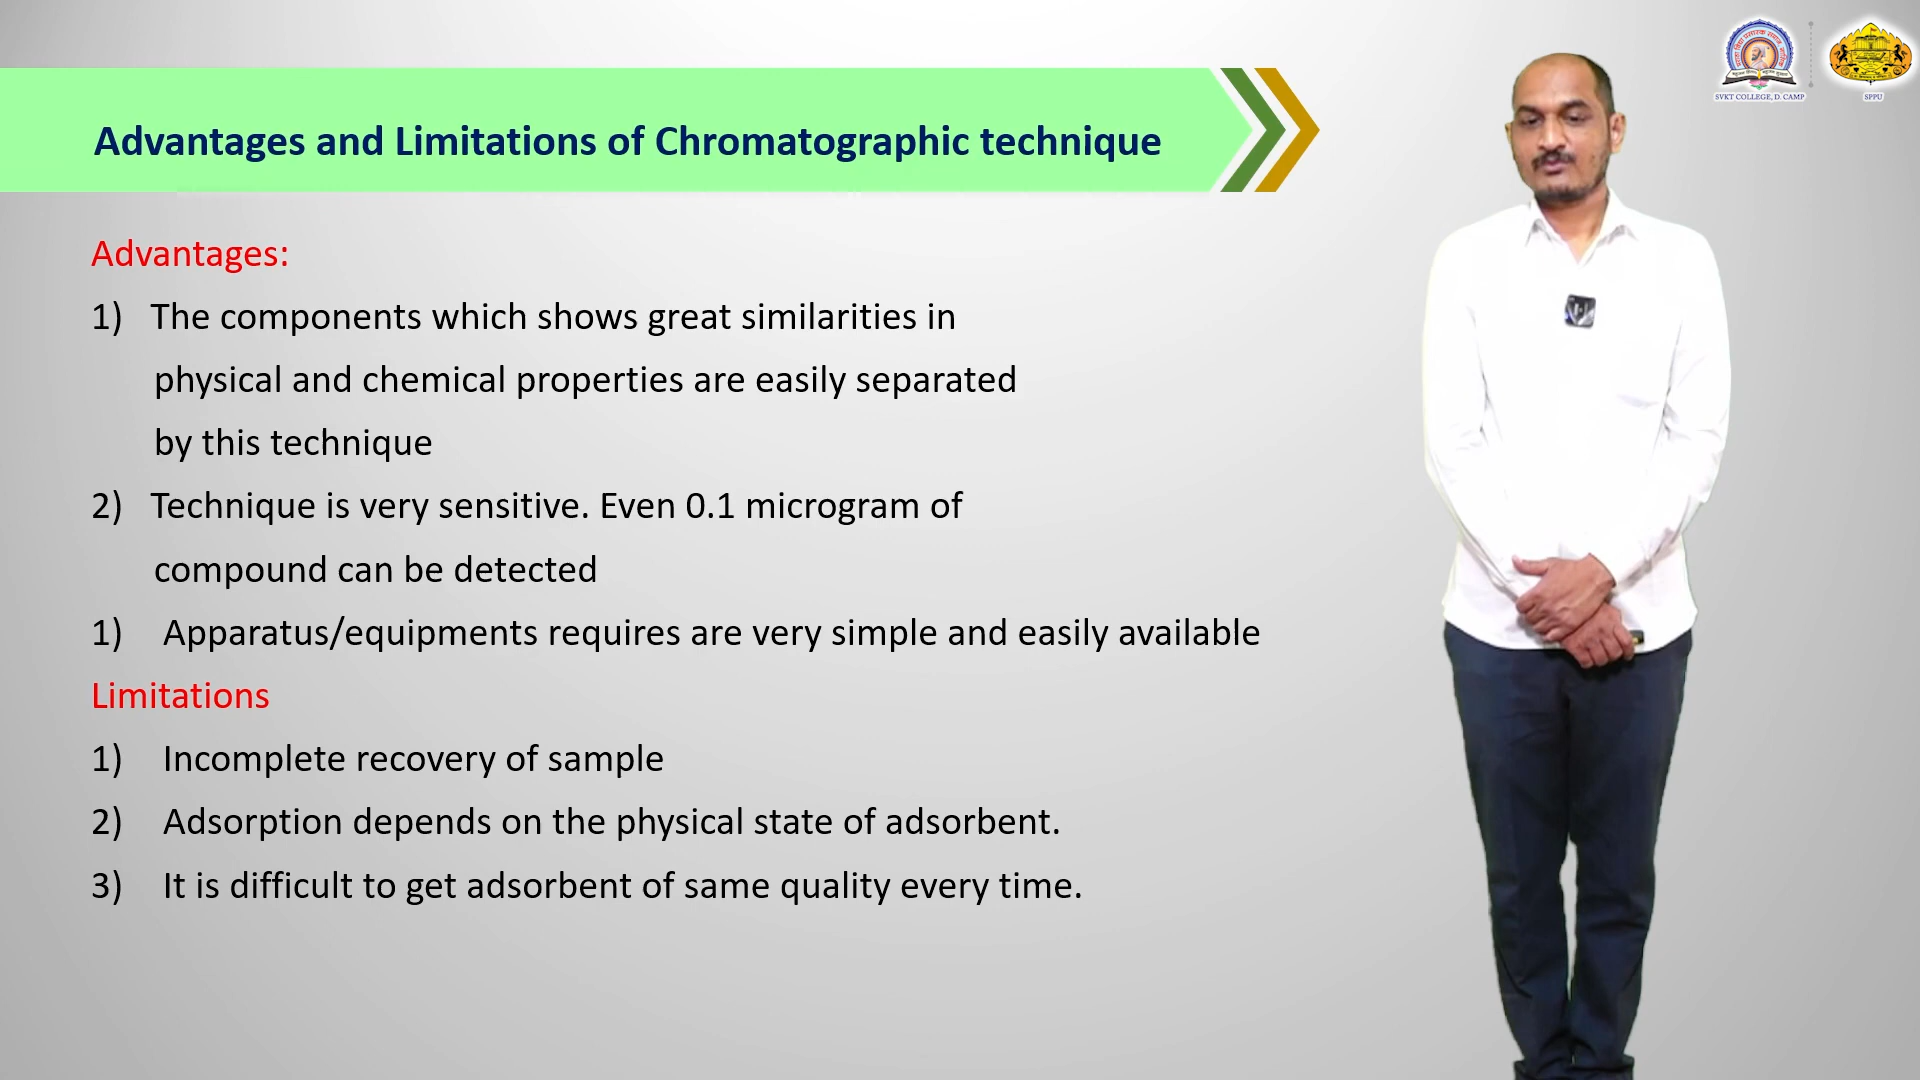 Advantages and Limitations of Chromatographic technique
SVKT COLLEGE, D. CAMP
SPPU
Advantages:
1) The components which shows great similarities in
physical and chemical properties are easily separated
by this technique
2) Technique is very sensitive. Even 0.1 microgram of
compound can be detected
1) Apparatus/equipments requires are very simple and easily available
Limitations
1) Incomplete recovery of sample
2) Adsorption depends on the physical state of adsorbent.
3) It is difficult to get adsorbent of same quality every time.